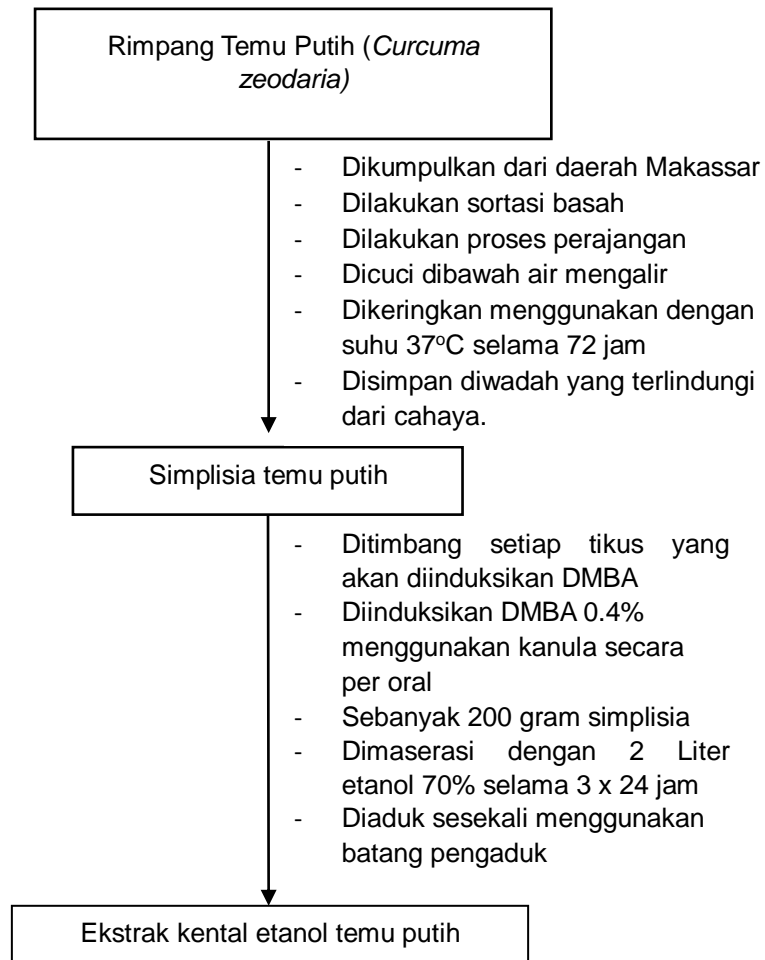 Rimpang Temu Putih (Curcuma
zeodaria)
- Dikumpulkan dari daerah Makassar
- Dilakukan sortasi basah
- Dilakukan proses perajangan
- Dicuci dibawah air mengalir
- Dikeringkan menggunakan dengan
suhu 37°C selama 72 jam
- Disimpan diwadah yang terlindungi
dari cahaya.
Simplisia temu putih
- Ditimbang setiap tikus yang
akan diinduksikan DMBA
- Diinduksikan DMBA 0.4%
menggunakan kanula secara
per oral
- Sebanyak 200 gram simplisia
- Dimaserasi dengan 2 Liter
etanol 70% selama 3 x 24 jam
- Diaduk sesekali menggunakan
batang pengaduk
Ekstrak kental etanol temu putih